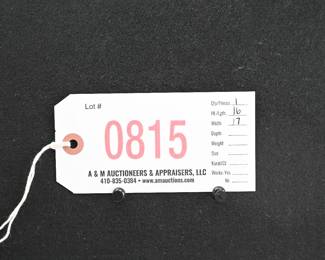 Lot #
0815
A & M AUCTIONEERS & APPRAISERS, LLC
410-835-0384 • www.amauctions.com
Qty/Pieces 1
Ht./Lgth. 16
Width 17
Depth
Weight
Size
Karat/Ct
Works: Yes
No